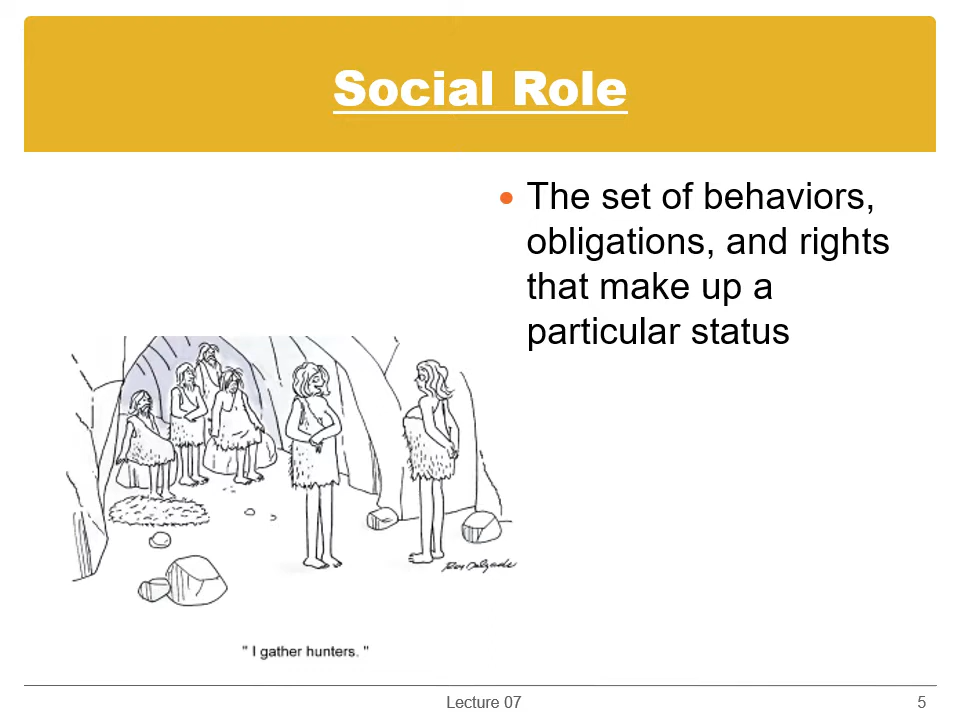 Social Role
• The set of behaviors,
obligations, and rights
that make up a
particular status
" I gather hunters. "
Lecture 07
5